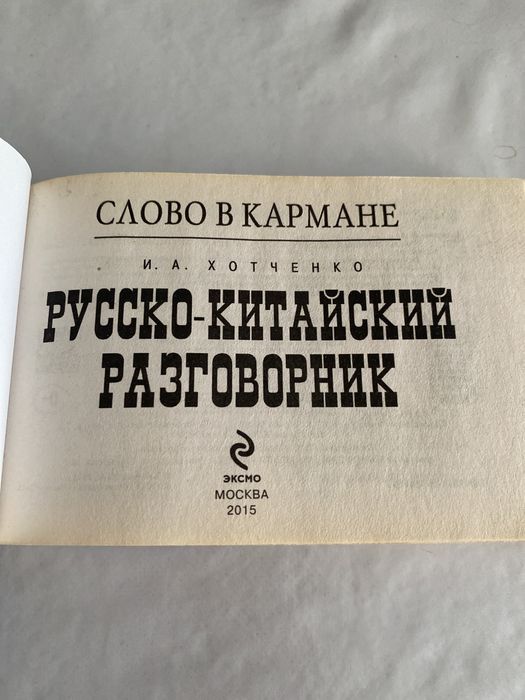 СЛОВО В КАРМАНЕ
И. А. ХОТЧЕНКО
РУССКО-КИТАЙСКИЙ
РАЗГОВОРНИК
ЭКСМО
МОСКВА
2015